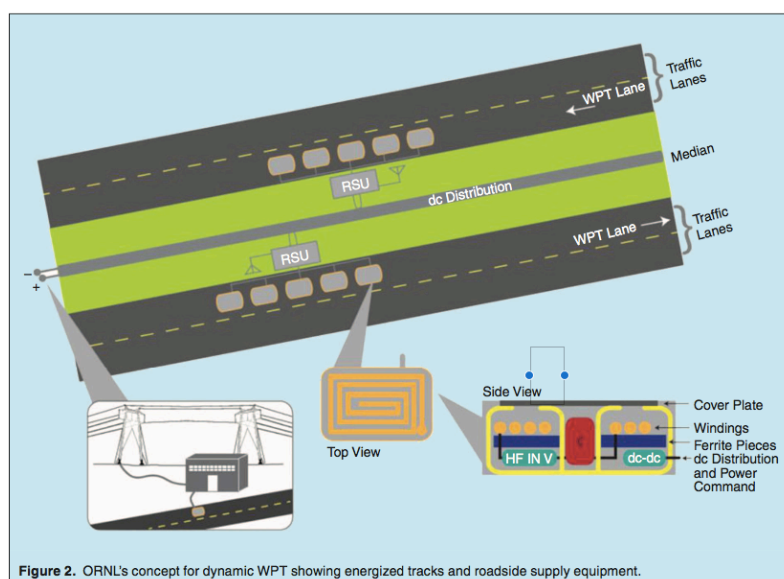 Traffic
Lanes
WPT Lane
Median
RSU
dc Distribution
WPT Lane
Traffic
Lanes
RSU
–
+
Side View
Cover Plate
Windings
Ferrite Pieces
HF IN V
dc-dc
dc Distribution
and Power
Command
Top View
Figure 2. ORNL's concept for dynamic WPT showing energized tracks and roadside supply equipment.